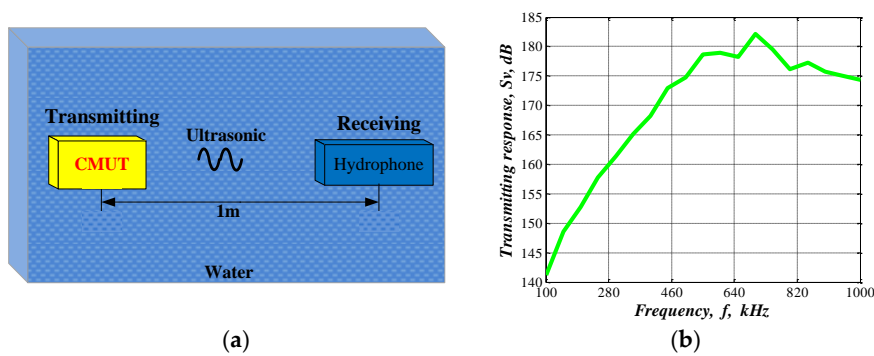 Transmitting
CMUT
Ultrasonic
Receiving
Hydrophone
1m
Water
(a)
Transmitting response, Sv, dB
185
180
175
170
165
160
155
150
145
140
100 280 460 640 820 1000
Frequency, f, kHz
(b)